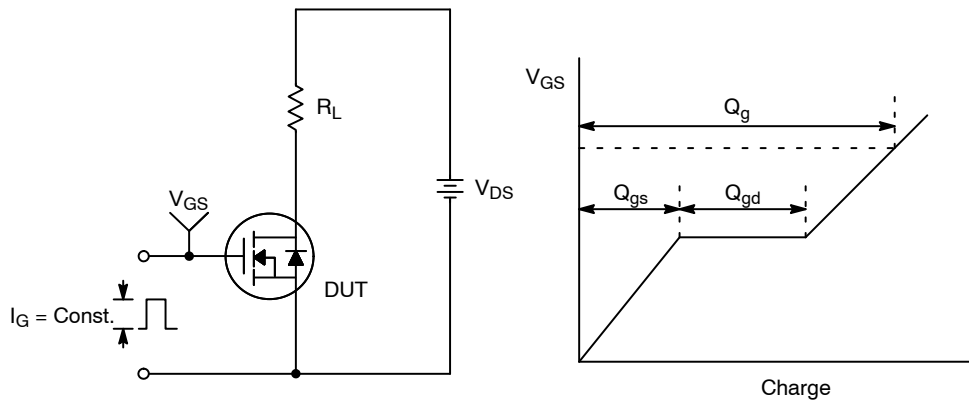 R_L
V_DS
V_GS
DUT
I_G = Const.
V_GS
Q_g
Q_gs
Q_gd
Charge